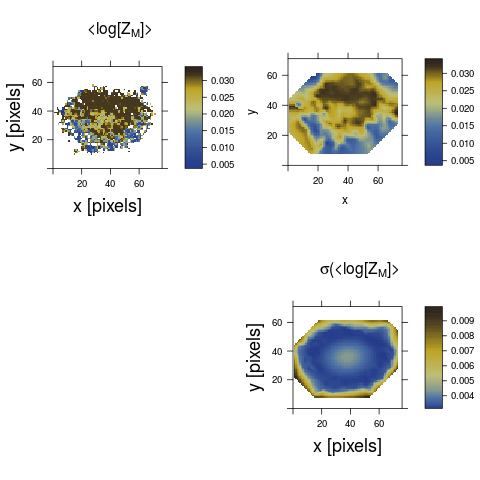 <log[Z_M]>
60
40
20
20 40 60
y [pixels]
x [pixels]
0.030
0.025
0.020
0.015
0.010
0.005
60
40
20
20 40 60
y
x
0.030
0.025
0.020
0.015
0.010
0.005
σ(<log[Z_M]>
60
40
20
20 40 60
y [pixels]
x [pixels]
0.009
0.008
0.007
0.006
0.005
0.004